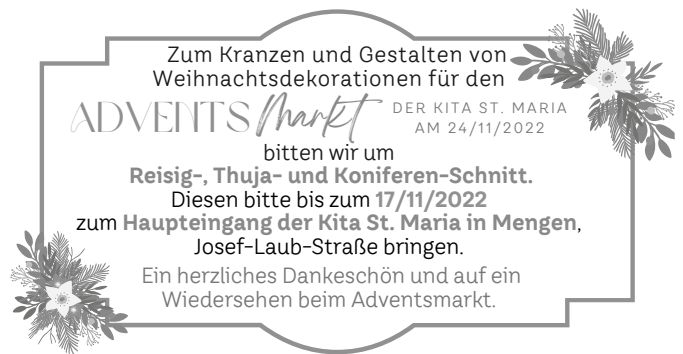 Zum Kranzen und Gestalten von
Weihnachtsdekorationen für den
ADVENTS Markt DER KITA ST. MARIA
AM 24/11/2022
bitten wir um
Reisig-, Thuja- und Koniferen-Schnitt.
Diesen bitte bis zum 17/11/2022
zum Haupteingang der Kita St. Maria in Mengen,
Josef-Laub-Straße bringen.
Ein herzliches Dankeschön und auf ein
Wiedersehen beim Adventsmarkt.